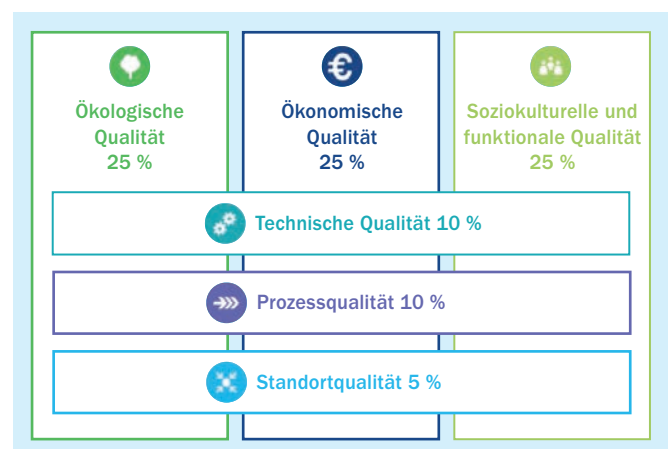 Ökologische
Qualität
25 %
€
Ökonomische
Qualität
25 %
Soziokulturelle und
funktionale Qualität
25 %
Technische Qualität 10 %
Prozessqualität 10 %
Standortqualität 5 %